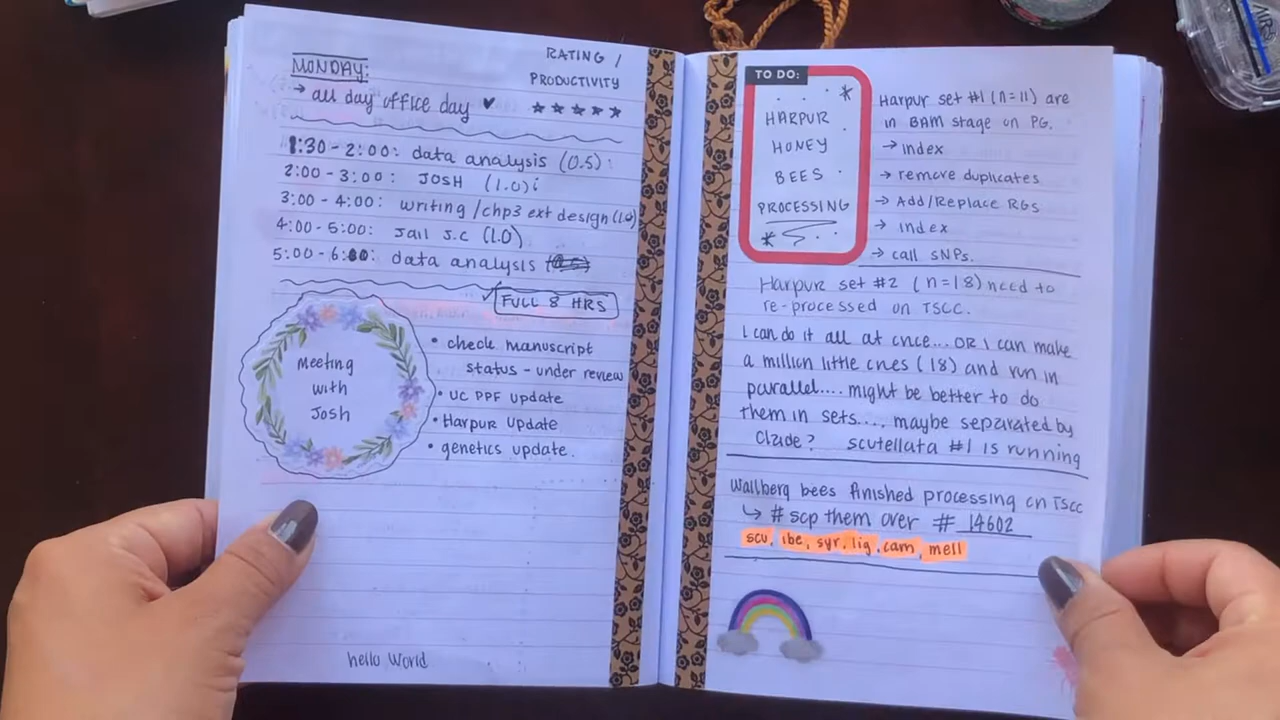 MONDAY:
→ all day office day ♥
RATING /
PRODUCTIVITY
★★★★★
1:30 - 2:00: data analysis (0.5):
2:00 - 3:00: JOSH (1.0)
3:00 - 4:00: writing / chp3 ext design (1.0)
4:00 - 5:00: Jail J.C (1.0)
5:00 - 6:00: data analysis
✓ FULL 8 HRS
meeting
with
Josh
• check manuscript
status - under review
• UC PPF update
• Harpur update
• genetics update.
hello World
TO DO:
HARPUR
HONEY
BEES
PROCESSING
Harpur set #1 (n=11) are
in BAM stage on PG.
→ index
→ remove duplicates
→ Add/Replace RGs
→ index
→ call SNPs.
Harpur set #2 (n=18) need to
re-processed on TSCC.
I can do it all at once... OR I can make
a million little ones (18) and run in
parallel.... might be better to do
them in sets...., maybe separated by
Clade? scutellata #1 is running
Wallberg bees finished processing on TSCC
↳ # scp them over # 14602
scu, ibe, syr, lig, cam, mell
AIR